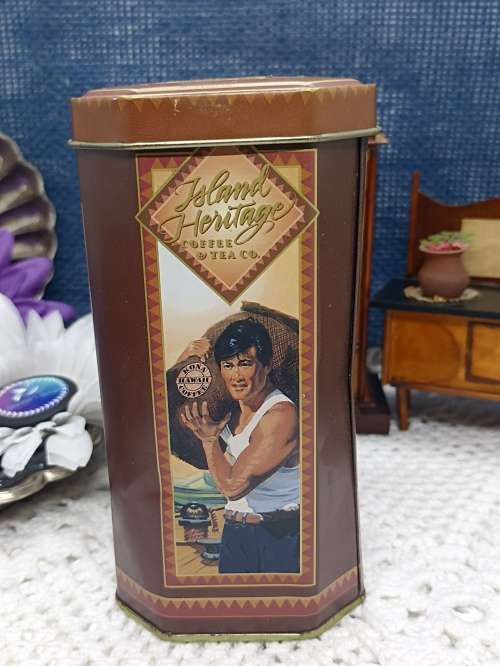 Island
Heritage
COFFEE
& TEA CO.
KONA
HAWAII
COFFEE